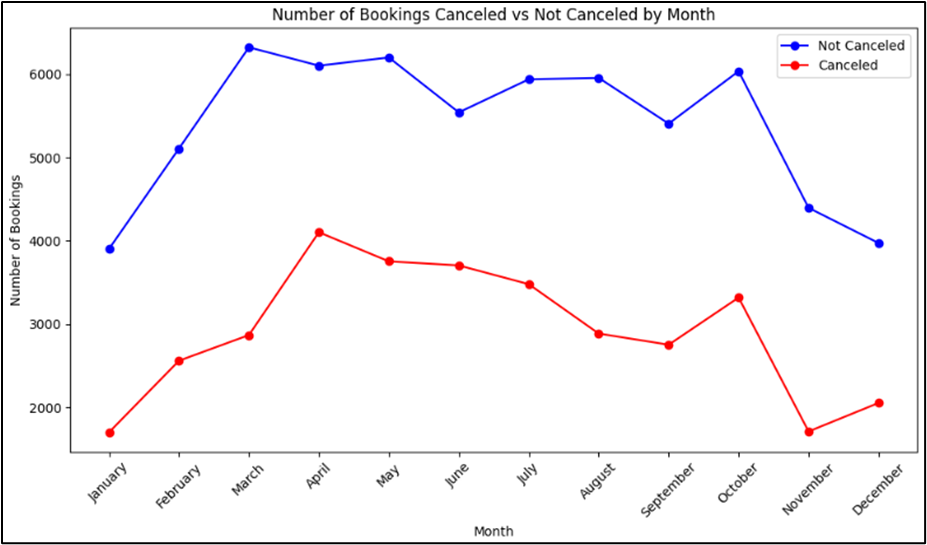 Number of Bookings Canceled vs Not Canceled by Month
Not Canceled
Canceled
6000
5000
4000
3000
2000
Number of Bookings
January
February
March
April
May
June
July
August
September
October
November
December
Month